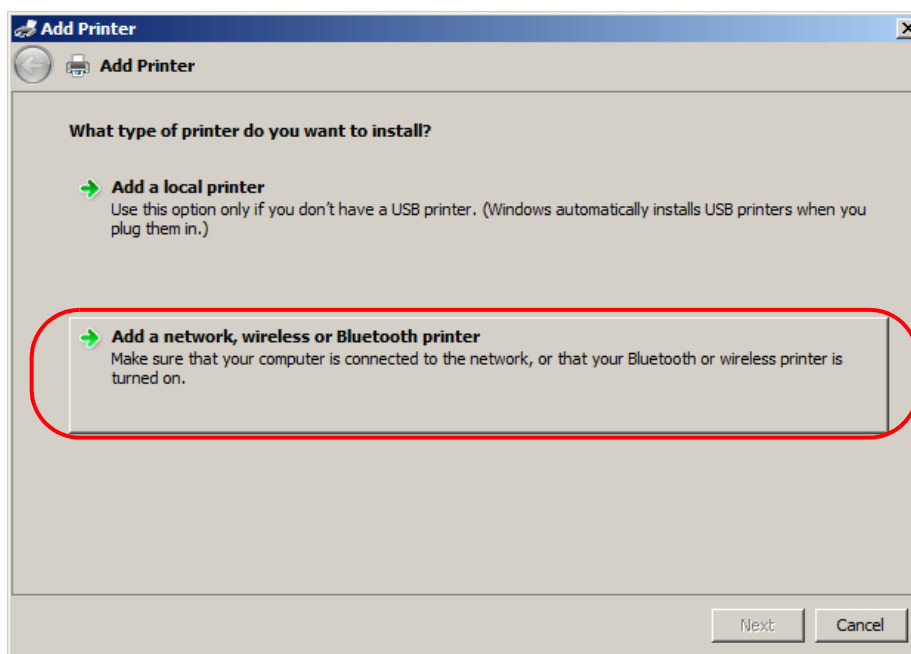 Add Printer
Add Printer
What type of printer do you want to install?
Add a local printer
Use this option only if you don't have a USB printer. (Windows automatically installs USB printers when you
plug them in.)
Add a network, wireless or Bluetooth printer
Make sure that your computer is connected to the network, or that your Bluetooth or wireless printer is
turned on.
Next
Cancel